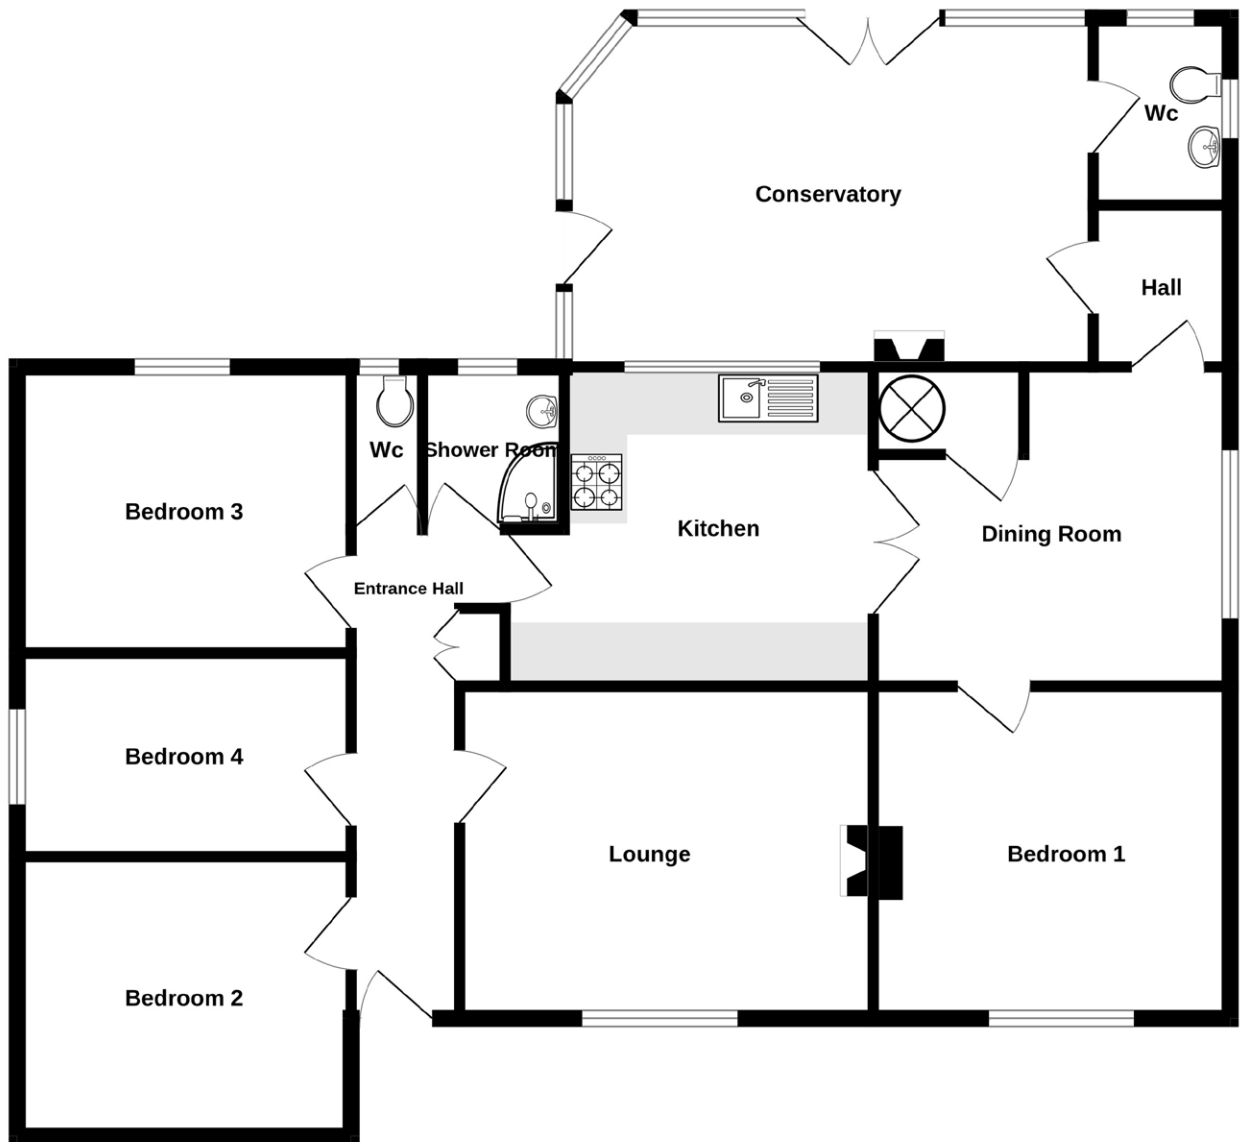 Wc
Conservatory
Hall
Wc
Shower Room
Bedroom 3
Kitchen
Dining Room
Entrance Hall
Bedroom 4
Lounge
Bedroom 1
Bedroom 2